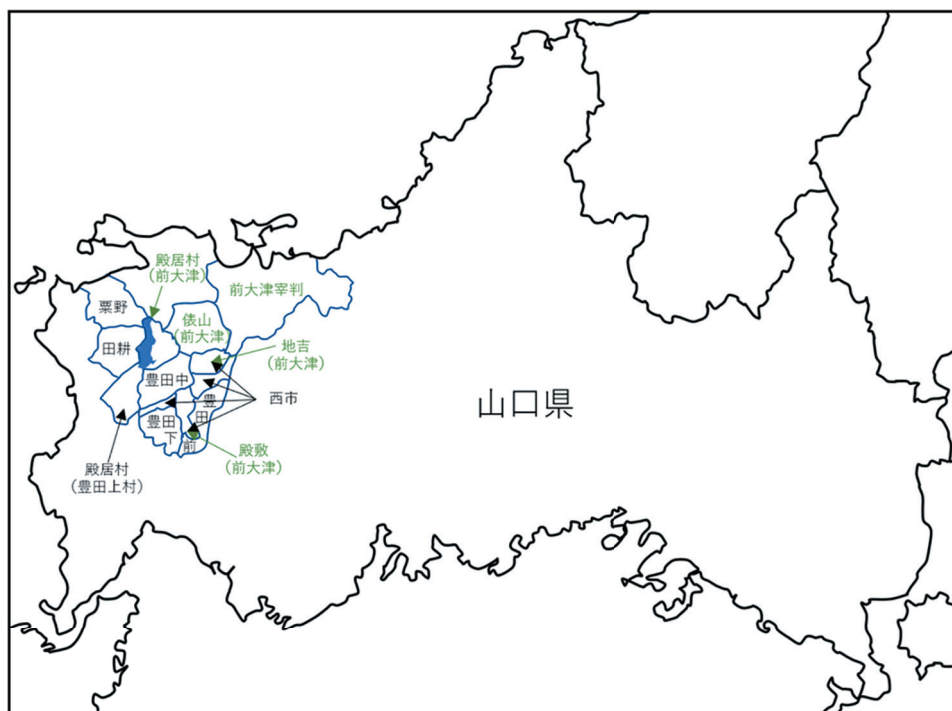 殿居村
(前大津)
前大津宰判
粟野
俵山
(前大津)
田耕
地吉
(前大津)
豊田中
西市
豊田前
豊田下
山口県
殿敷
(前大津)
殿居村
(豊田上村)